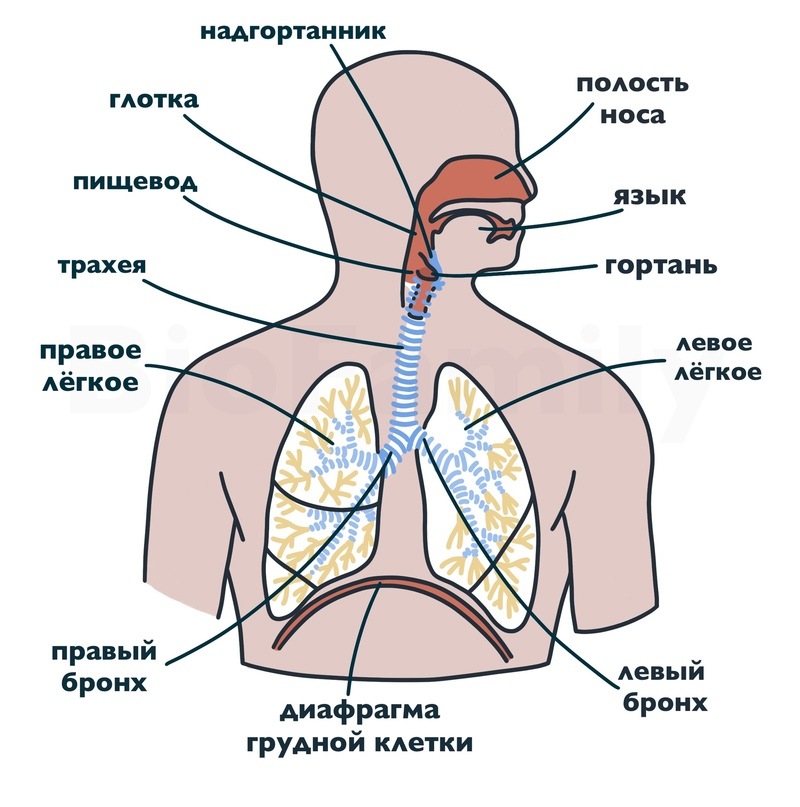 надгортанник
глотка
полость
носа
пищевод
язык
трахея
гортань
правое
лёгкое
левое
лёгкое
BioFamily
правый
бронх
левый
бронх
диафрагма
грудной клетки